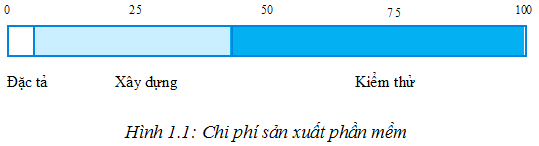 0 25 50 75 100
Đặc tả Xây dựng Kiểm thử
Hình 1.1: Chi phí sản xuất phần mềm